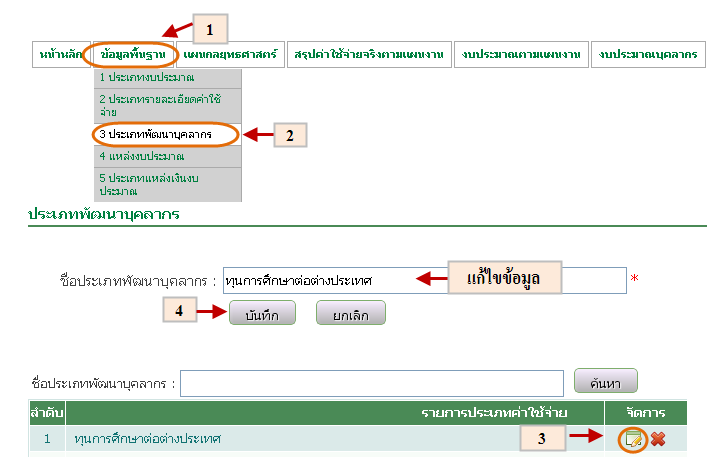 1
หน้าหลัก ข้อมูลพื้นฐาน แผนกลยุทธศาสตร์ สรุปค่าใช้จ่ายจริงตามแผนงาน งบประมาณตามแผนงาน งบประมาณบุคลากร
1 ประเภทงบประมาณ
2 ประเภทรายละเอียดค่าใช้
จ่าย
3 ประเภทพัฒนาบุคลากร
2
4 แหล่งงบประมาณ
5 ประเภทแหล่งเงินงบ
ประมาณ
ประเภทพัฒนาบุคลากร
ชื่อประเภทพัฒนาบุคลากร : ทุนการศึกษาต่อต่างประเทศ แก้ไขข้อมูล *
4 บันทึก ยกเลิก
ชื่อประเภทพัฒนาบุคลากร : ค้นหา
ลำดับ รายการประเภทค่าใช้จ่าย จัดการ
1 ทุนการศึกษาต่อต่างประเทศ 3